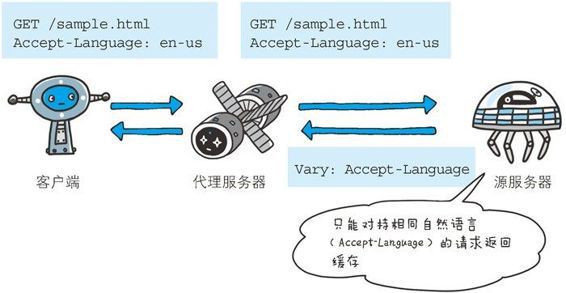 GET /sample.html
Accept-Language: en-us
GET /sample.html
Accept-Language: en-us
客户端
代理服务器
Vary: Accept-Language
源服务器
只能对持相同自然语言
（Accept-Language）的请求返回
缓存